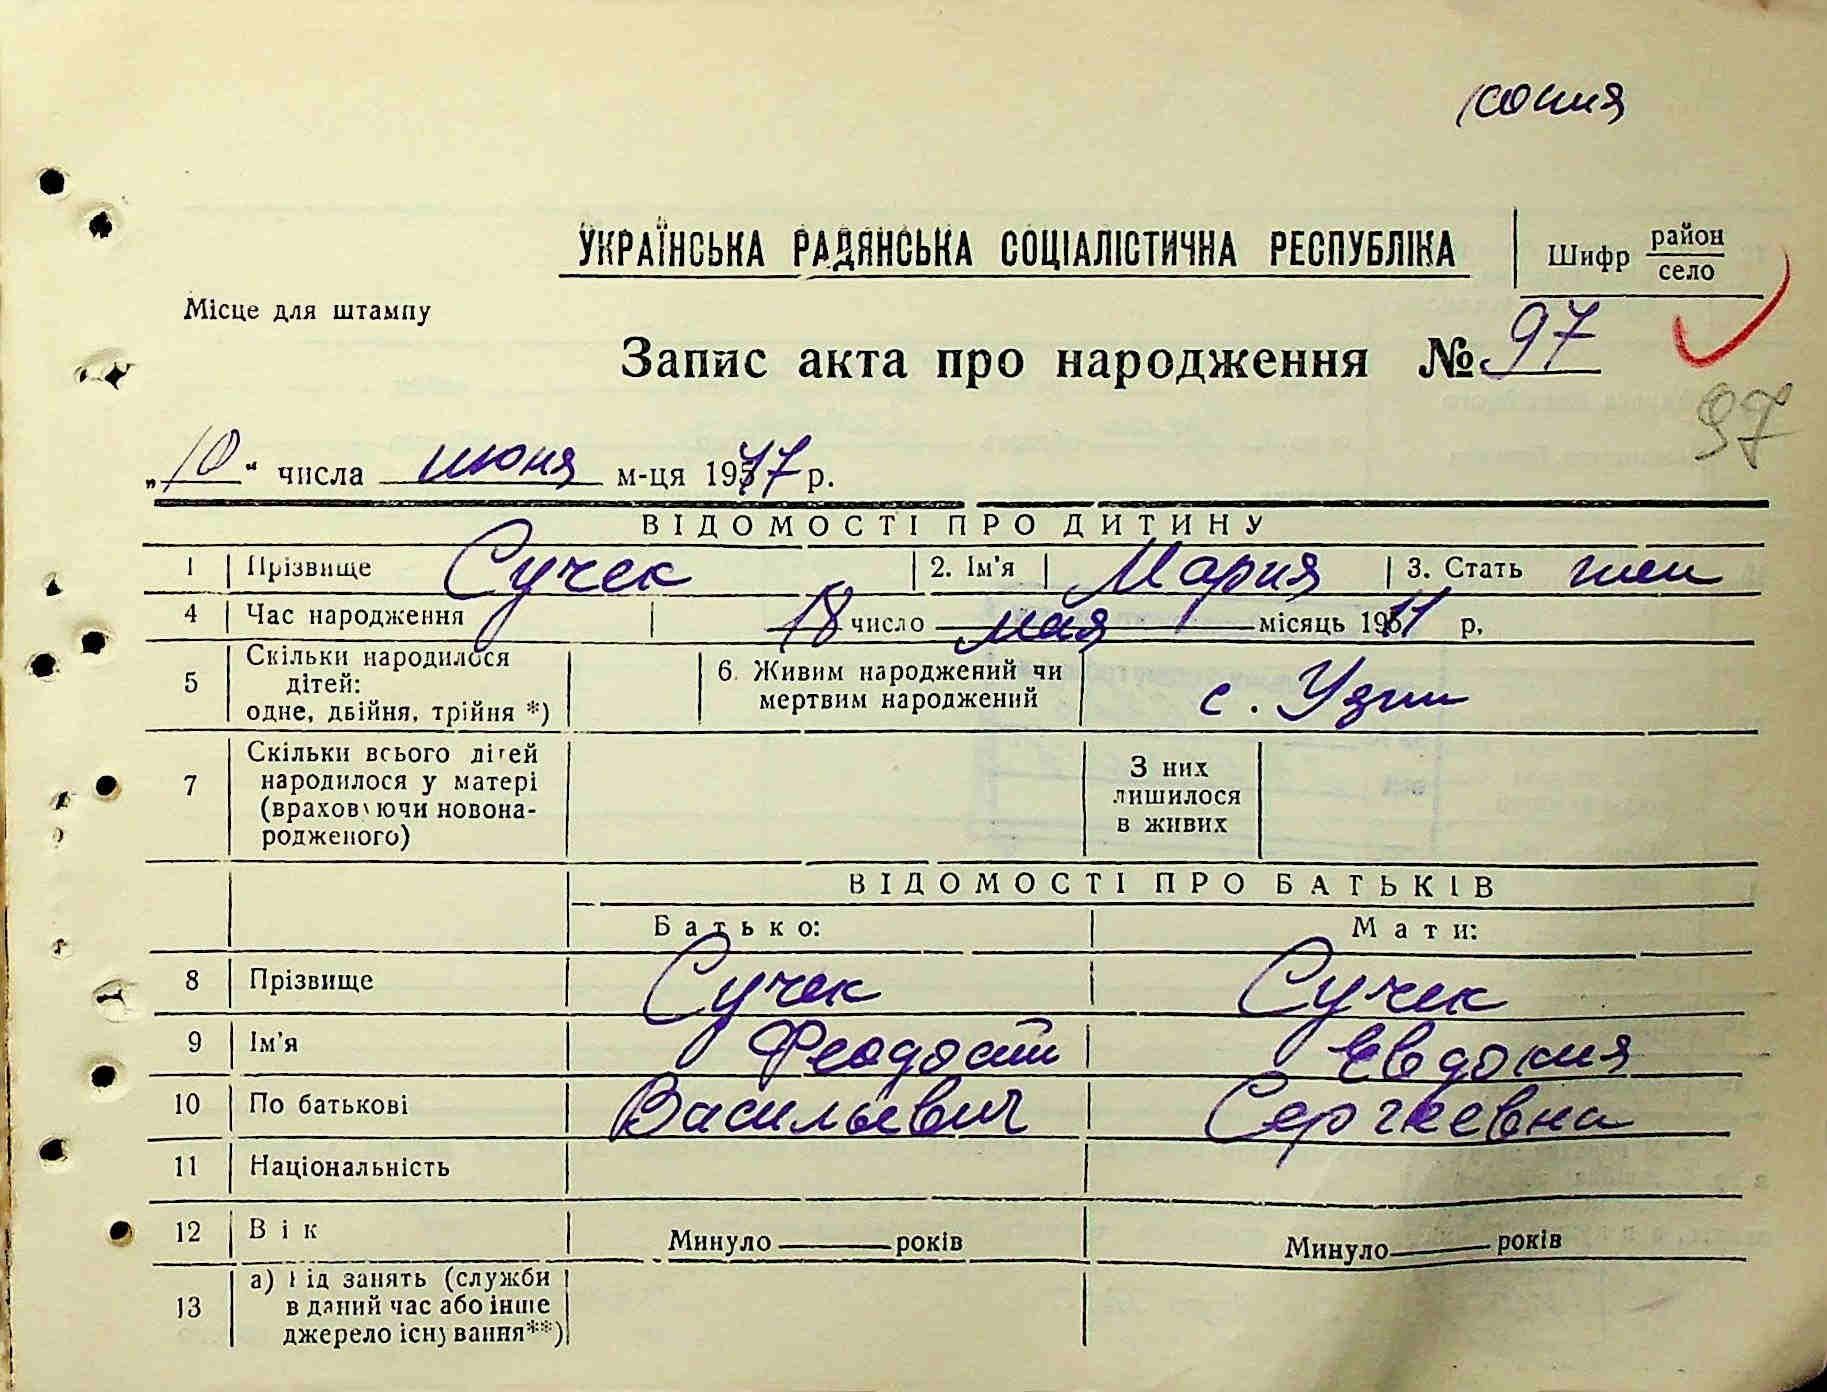 копия
УКРАЇНСЬКА РАДЯНСЬКА СОЦІАЛІСТИЧНА РЕСПУБЛІКА
Шифр район село
Місце для штампу
Запис акта про народження № 97
97
„10“ числа июня м-ця 19 р.
ВІДОМОСТІ ПРО ДИТИНУ
1 Прізвище Сучек 2. Ім'я Мария 3. Стать жен
4 Час народження 18 число мая місяць 19 р.
5 Скільки народилося дітей: одне, двійня, трійня *)
6. Живим народжений чи мертвим народжений с. Узин
7 Скільки всього дітей народилося у матері (враховуючи новонародженого)
З них лишилося в живих
ВІДОМОСТІ ПРО БАТЬКІВ
Батько: Мати:
8 Прізвище Сучек Сучек
9 Ім'я Феодосий Евдокия
10 По батькові Васильевич Сергеевна
11 Національність
12 Вік Минуло років Минуло років
13 а) Рід занять (служби в даний час або інше джерело існування**)